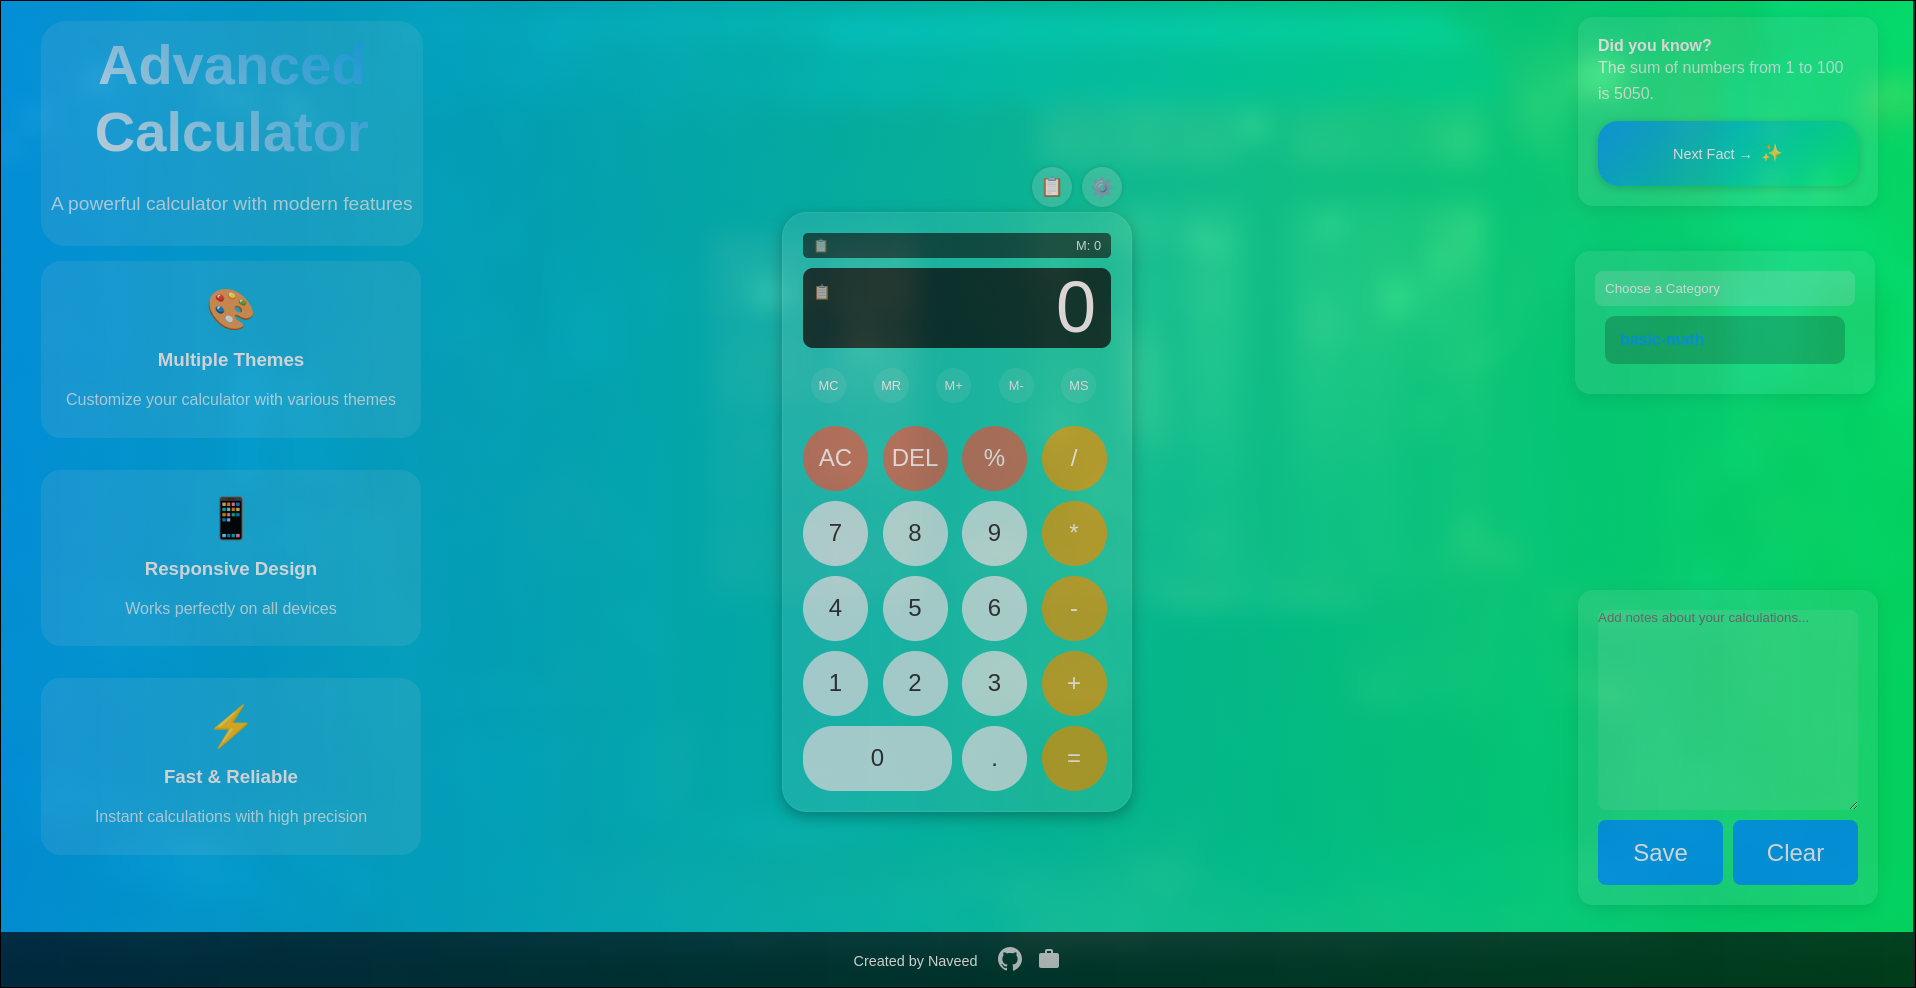 Advanced
Calculator
A powerful calculator with modern features
Multiple Themes
Customize your calculator with various themes
Responsive Design
Works perfectly on all devices
Fast & Reliable
Instant calculations with high precision
M: 0
0
MC MR M+ M- MS
AC DEL % /
7 8 9 *
4 5 6 -
1 2 3 +
0 . =
Did you know?
The sum of numbers from 1 to 100
is 5050.
Next Fact →
Choose a Category
basic-math
Add notes about your calculations...
Save Clear
Created by Naveed